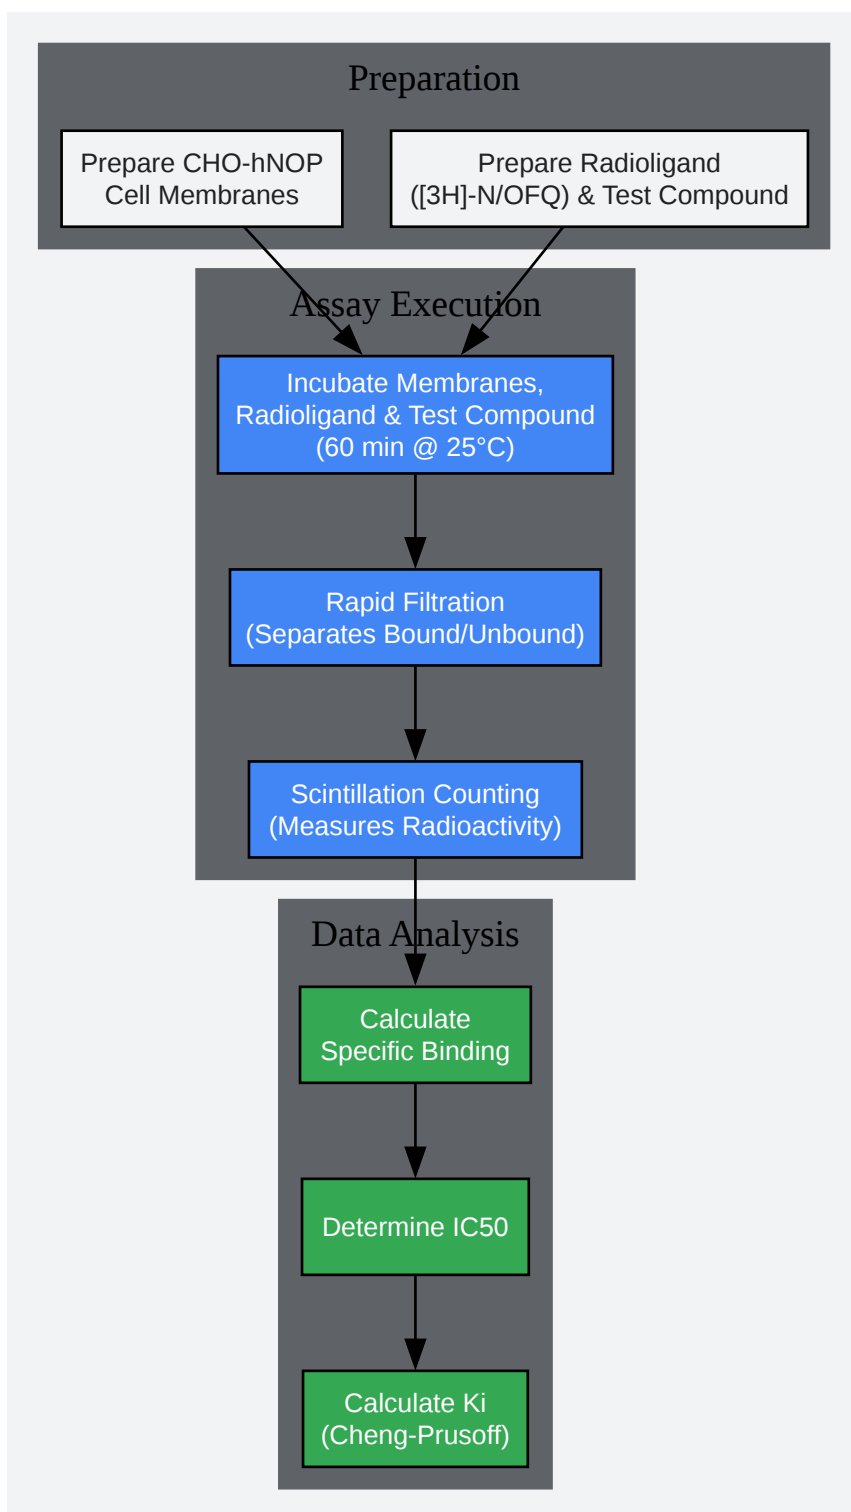 Preparation
Prepare CHO-hNOP
Cell Membranes
Prepare Radioligand
([3H]-N/OFQ) & Test Compound
Assay Execution
Incubate Membranes,
Radioligand & Test Compound
(60 min @ 25°C)
Rapid Filtration
(Separates Bound/Unbound)
Scintillation Counting
(Measures Radioactivity)
Data Analysis
Calculate
Specific Binding
Determine IC50
Calculate Ki
(Cheng-Prusoff)